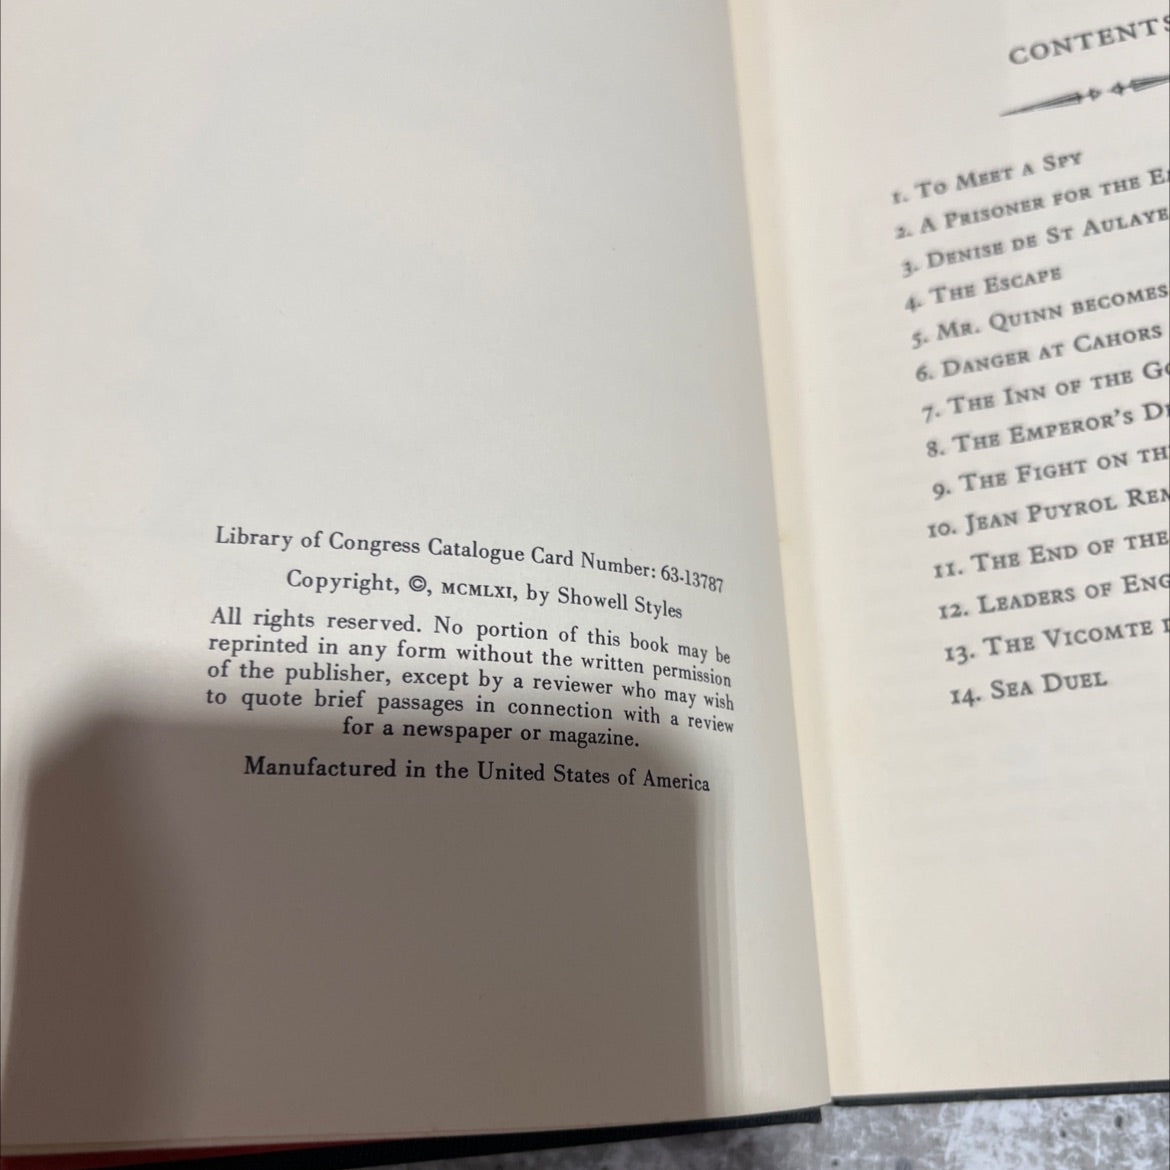 Library of Congress Catalogue Card Number: 63-13787
Copyright, ©, MCMLXI, by Showell Styles
All rights reserved. No portion of this book may be
reprinted in any form without the written permission
of the publisher, except by a reviewer who may wish
to quote brief passages in connection with a review
for a newspaper or magazine.
Manufactured in the United States of America
CONTENTS
1. To Meet a Spy
2. A Prisoner for the
3. Denise de St Aulaye
4. The Escape
5. Mr. Quinn becomes
6. Danger at Cahors
7. The Inn of the
8. The Emperor's
9. The Fight on
10. Jean Puyrol
11. The End of the
12. Leaders of
13. The Vicomte
14. Sea Duel